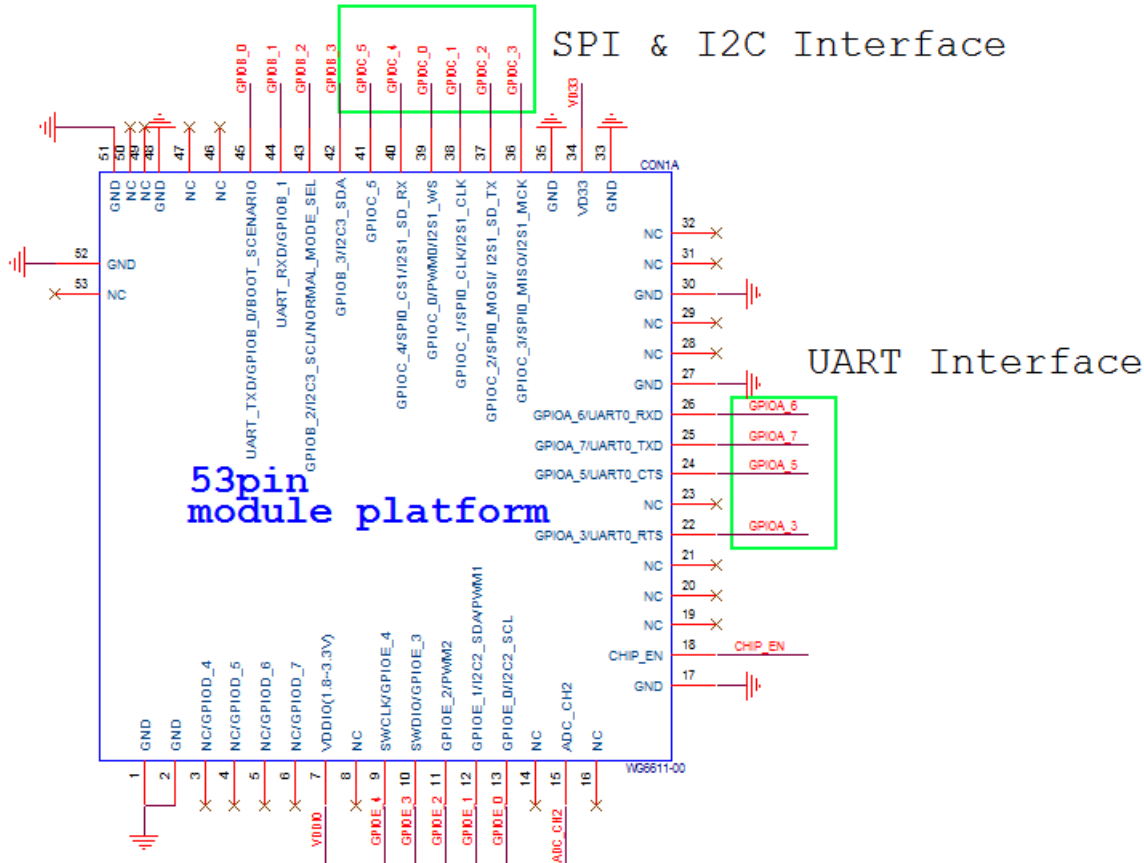 SPI & I2C Interface
GPIOB_0
GPIOB_1
GPIOB_2
GPIOB_3
GPIOC_5
GPIOC_4
GPIOC_0
GPIOC_1
GPIOC_2
GPIOC_3
VD33
51
50
49
48
47
46
45
44
43
42
41
40
39
38
37
36
35
34
33
CON1A
GND
NC
NC
GND
NC
NC
UART_TXD/GPIOB_0/BOOT_SCENARIO
UART_RXD/GPIOB_1
GPIOB_2/I2C3_SCL/NORMAL_MODE_SEL
GPIOB_3/I2C3_SDA
GPIOC_5
GPIOC_4/SPI0_CS1/I2S1_SD_RX
GPIOC_0/PWM0/I2S1_WS
GPIOC_1/SPI0_CLK/I2S1_CLK
GPIOC_2/SPI0_MOSI/ I2S1_SD_TX
GPIOC_3/SPI0_MISO/I2S1_MCK
GND
VD33
GND
52 GND
53 NC
NC 32
NC 31
GND 30
NC 29
NC 28
UART Interface
GND 27
GPIOA_6/UART0_RXD 26 GPIOA_6
GPIOA_7/UART0_TXD 25 GPIOA_7
GPIOA_5/UART0_CTS 24 GPIOA_5
NC 23
GPIOA_3/UART0_RTS 22 GPIOA_3
NC 21
NC 20
NC 19
CHIP_EN 18 CHIP_EN
GND 17
53pin
module platform
GND
GND
NC/GPIOD_4
NC/GPIOD_5
NC/GPIOD_6
NC/GPIOD_7
VDDIO(1.8~3.3V)
NC
SWCLK/GPIOE_4
SWDIO/GPIOE_3
GPIOE_2/PWM2
GPIOE_1/I2C2_SDA/PWM1
GPIOE_0/I2C2_SCL
NC
ADC_CH2
NC
WG6611-00
1
2
3
4
5
6
7
8
9
10
11
12
13
14
15
16
VDDIO
GPIOE_4
GPIOE_3
GPIOE_2
GPIOE_1
GPIOE_0
ADC_CH2